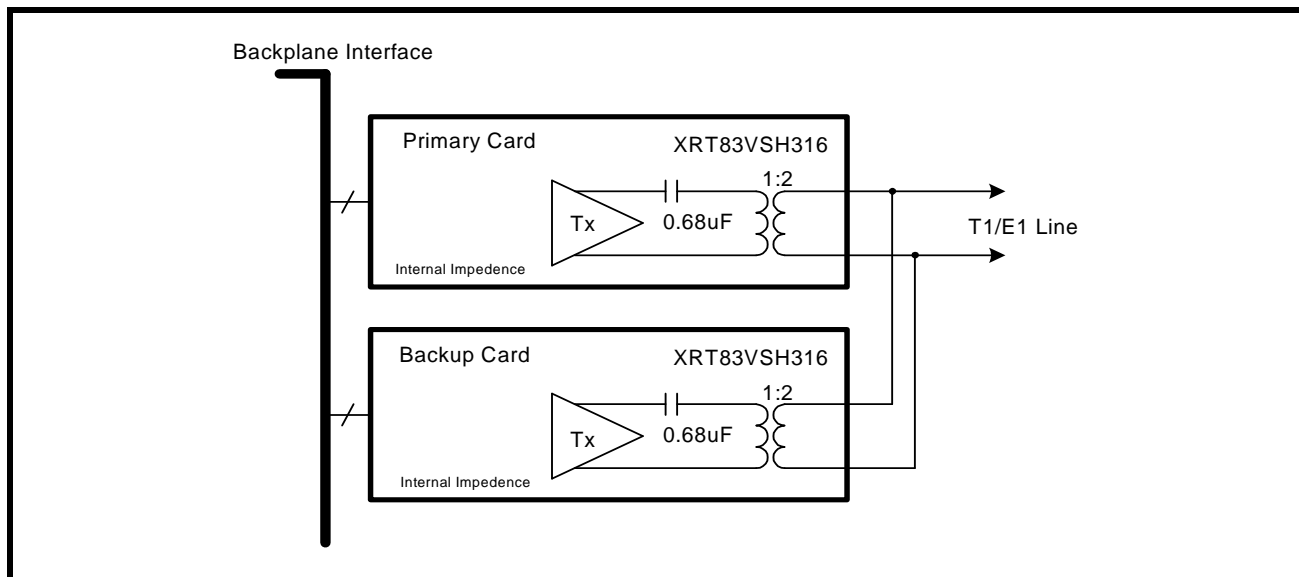 Backplane Interface
Primary Card
XRT83VSH316
1:2
Tx
0.68uF
T1/E1 Line
Internal Impedence
Backup Card
XRT83VSH316
1:2
Tx
0.68uF
Internal Impedence